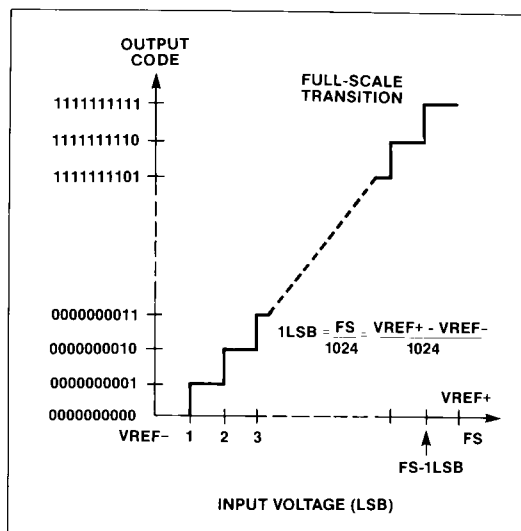 OUTPUT
CODE
FULL-SCALE
TRANSITION
1111111111
1111111110
1111111101
0000000011
1LSB = FS/1024 = VREF+ - VREF-/1024
0000000010
0000000001
VREF+
0000000000
VREF- 1 2 3 FS
FS-1LSB
INPUT VOLTAGE (LSB)